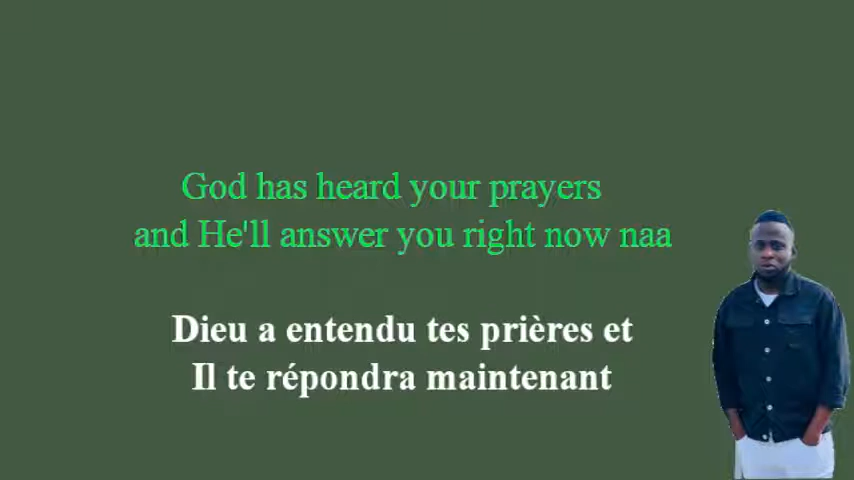 God has heard your prayers
and He'll answer you right now naa
Dieu a entendu tes prières et
Il te répondra maintenant